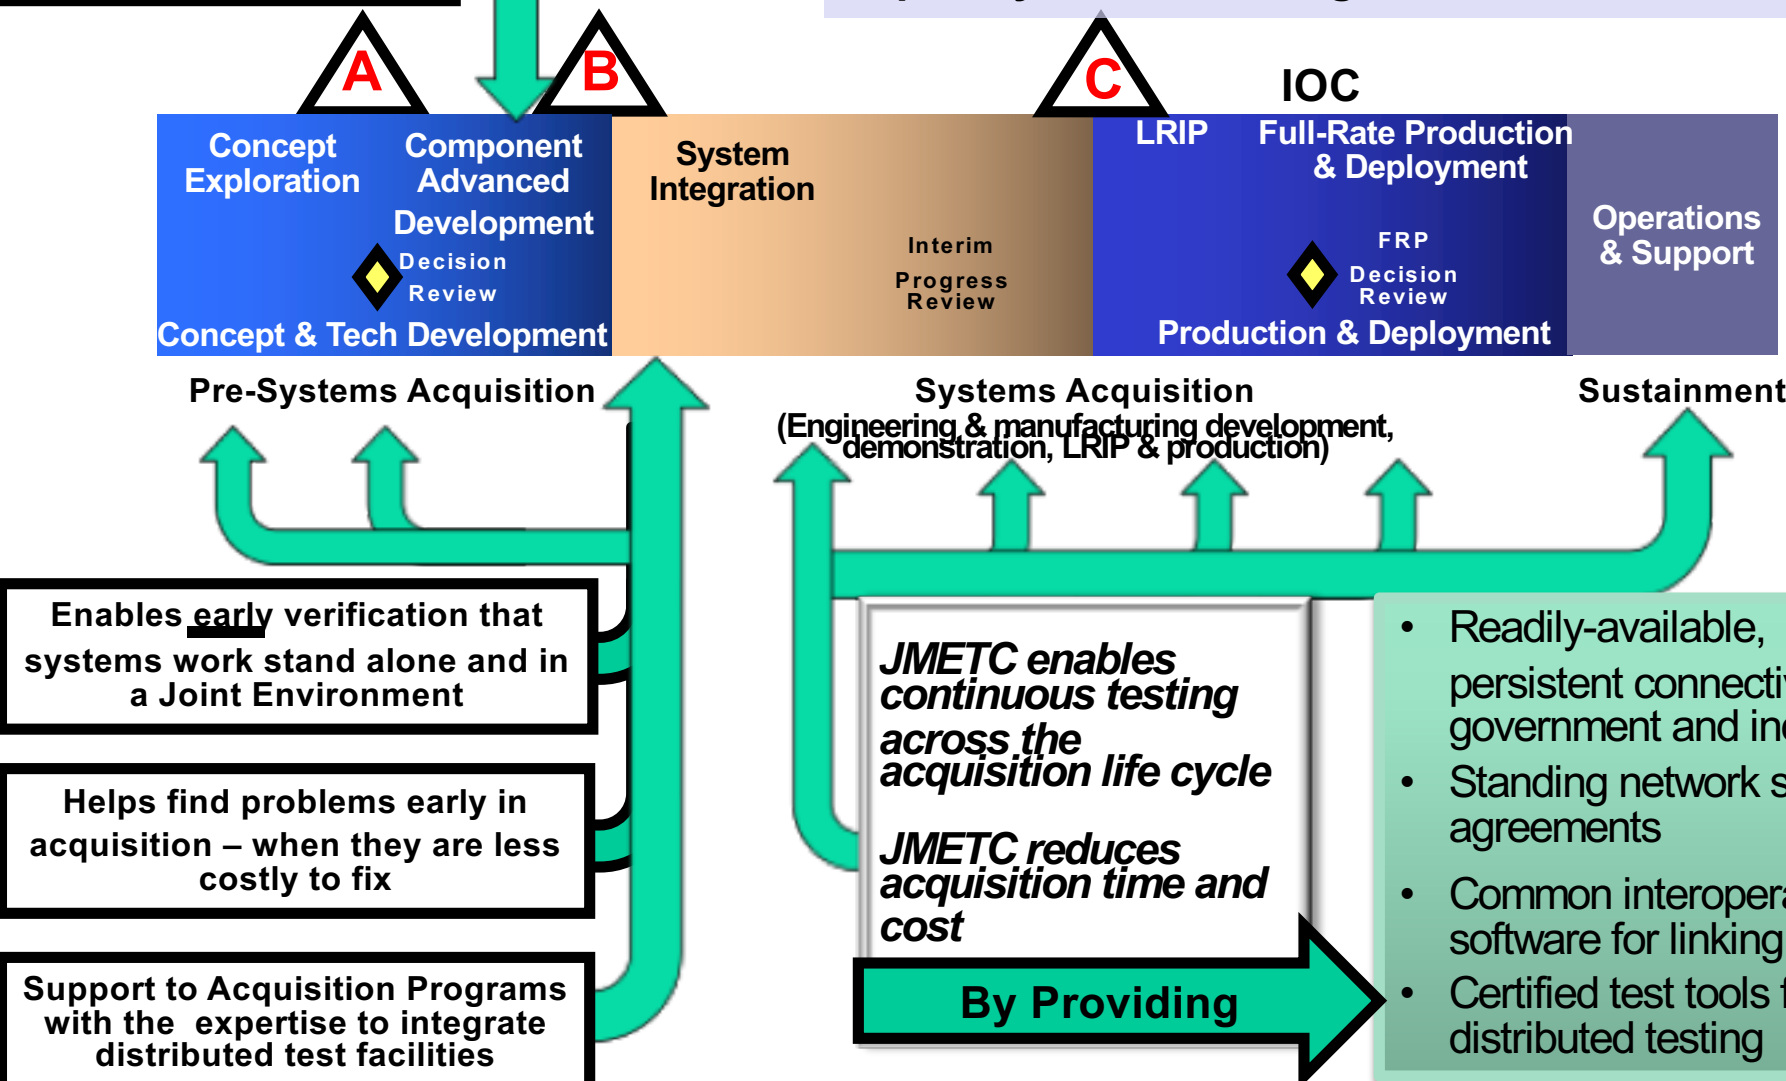 A
B
C
IOC
Concept
Exploration
Component
Advanced
Development
Decision
Review
Concept & Tech Development
System
Integration
Interim
Progress
Review
LRIP
Full-Rate Production
& Deployment
FRP
Decision
Review
Production & Deployment
Operations
& Support
Pre-Systems Acquisition
Systems Acquisition
(Engineering & manufacturing development,
demonstration, LRIP & production)
Sustainment
Enables early verification that
systems work stand alone and in
a Joint Environment
Helps find problems early in
acquisition – when they are less
costly to fix
Support to Acquisition Programs
with the expertise to integrate
distributed test facilities
JMETC enables
continuous testing
across the
acquisition life cycle
JMETC reduces
acquisition time and
cost
By Providing
• Readily-available,
persistent
government and
• Standing network
agreements
• Common
software for linking
• Certified test tools
distributed testing